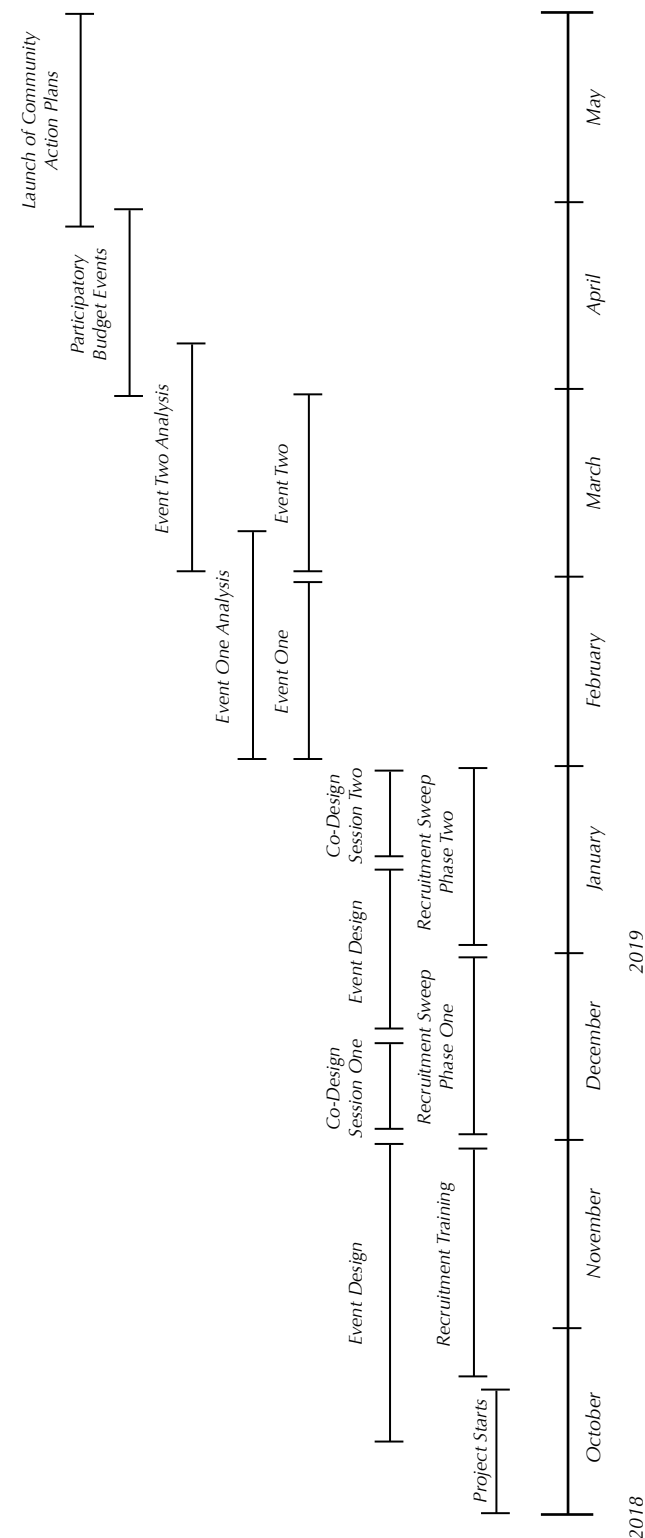 Launch of Community
Action Plans
Participatory
Budget Events
Event Two Analysis
Event One Analysis
Event One
Event Two
Event Design
Co-Design
Session One
Event Design
Co-Design
Session Two
Recruitment Training
Recruitment Sweep
Phase One
Recruitment Sweep
Phase Two
Project Starts
October
November
December
January
February
March
April
May
2018
2019